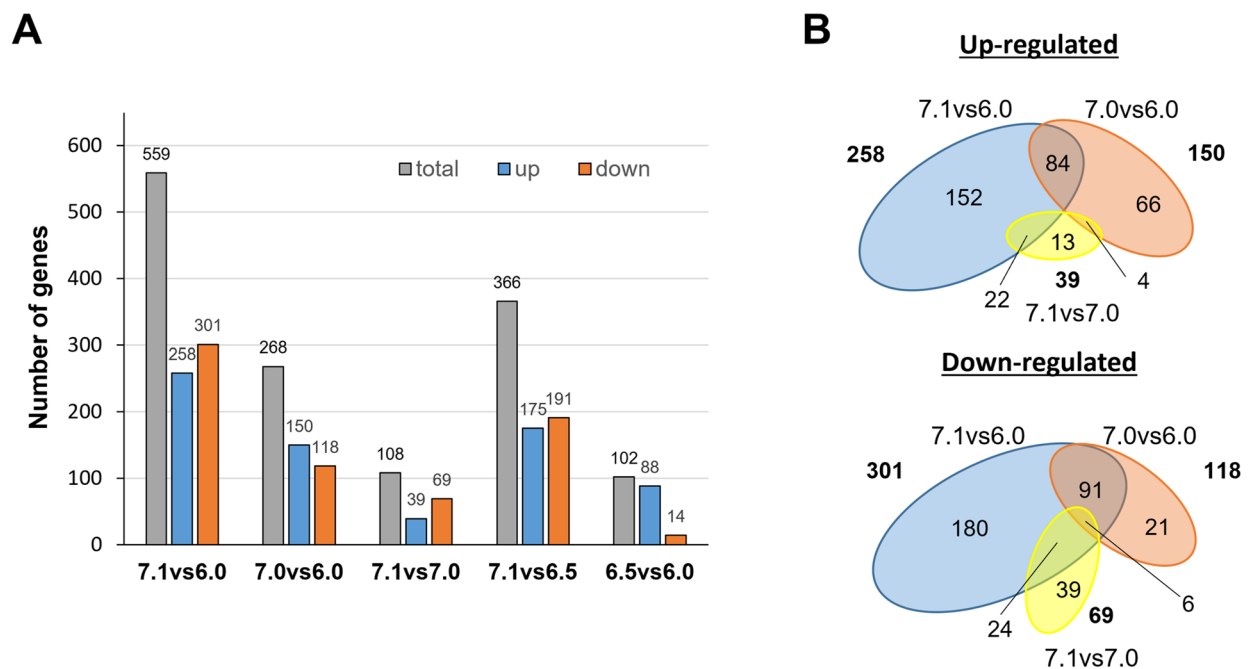 A
Number of genes
600
500
400
300
200
100
0
total up down
559
258
301
268
150
118
108
39
69
366
175
191
102
88
14
7.1vs6.0 7.0vs6.0 7.1vs7.0 7.1vs6.5 6.5vs6.0
B
Up-regulated
7.1vs6.0 7.0vs6.0
258 150
84
152 66
13
22 39 4
7.1vs7.0
Down-regulated
7.1vs6.0 7.0vs6.0
301 118
91
180 21
39
24 69 6
7.1vs7.0